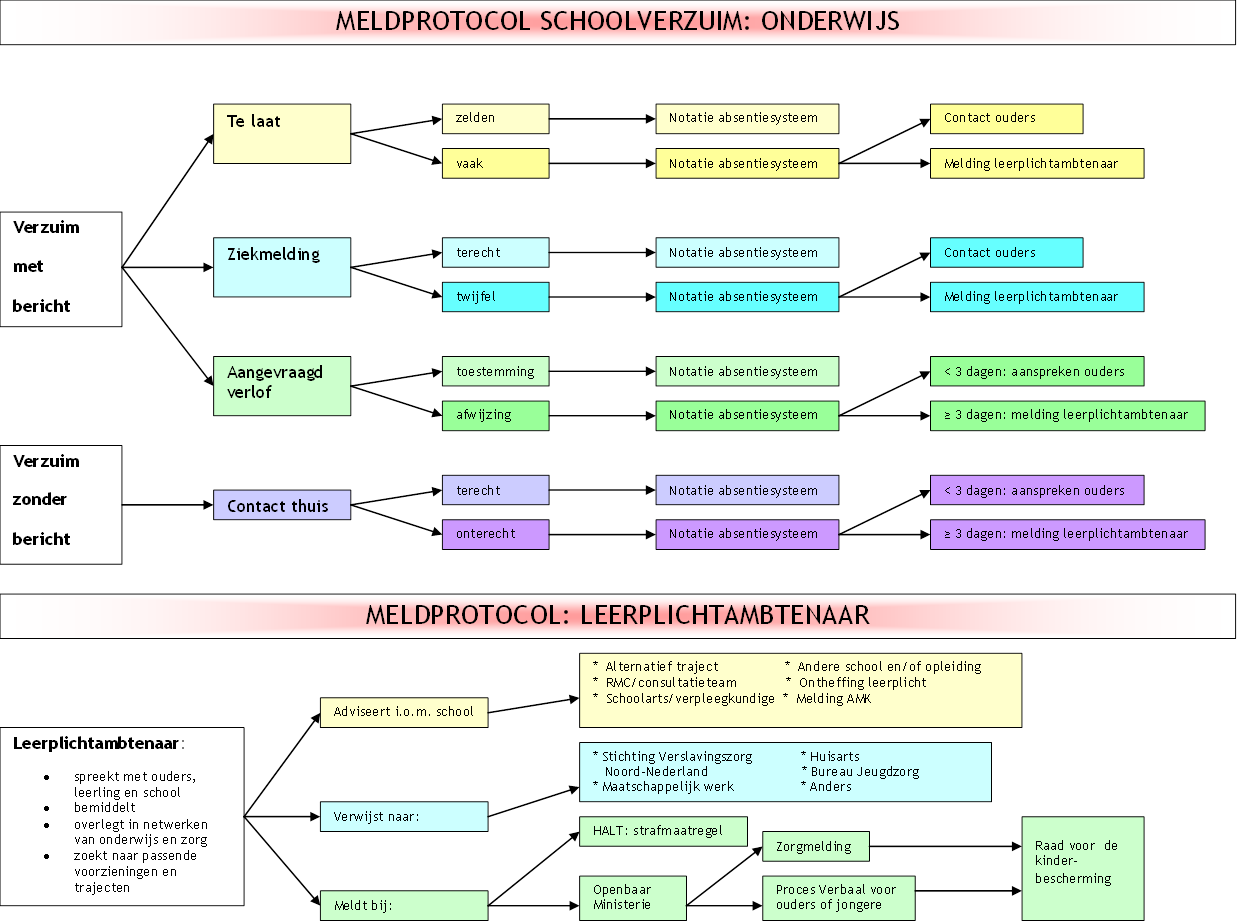 MELDPROTOCOL SCHOOLVERZUIM: ONDERWIJS
Verzuim
met
bericht
Te laat
zelden
Notatie absentiesysteem
vaak
Notatie absentiesysteem
Contact ouders
Melding leerplichtambtenaar
Ziekmelding
terecht
Notatie absentiesysteem
twijfel
Notatie absentiesysteem
Contact ouders
Melding leerplichtambtenaar
Aangevraagd
verlof
toestemming
Notatie absentiesysteem
afwijzing
Notatie absentiesysteem
< 3 dagen: aanspreken ouders
≥ 3 dagen: melding leerplichtambtenaar
Verzuim
zonder
bericht
Contact thuis
terecht
Notatie absentiesysteem
onterecht
Notatie absentiesysteem
< 3 dagen: aanspreken ouders
≥ 3 dagen: melding leerplichtambtenaar
MELDPROTOCOL: LEERPLICHTAMBTENAAR
Leerplichtambtenaar:
• spreekt met ouders,
leerling en school
• bemiddelt
• overlegt in netwerken
van onderwijs en zorg
• zoekt naar passende
voorzieningen en
trajecten
Adviseert i.o.m. school
* Alternatief traject * Andere school en/of opleiding
* RMC/consultatieteam * Ontheffing leerplicht
* Schoolarts/verpleegkundige * Melding AMK
Verwijst naar:
* Stichting Verslavingszorg * Huisarts
Noord-Nederland * Bureau Jeugdzorg
* Maatschappelijk werk * Anders
Meldt bij:
HALT: strafmaatregel
Openbaar
Ministerie
Zorgmelding
Proces Verbaal voor
ouders of jongere
Raad voor de
kinder-
bescherming